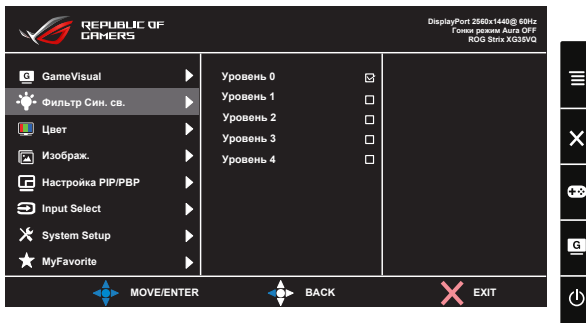 REPUBLIC OF
GAMERS
DisplayPort 2560x1440@ 60Hz
Гонки режим Aura OFF
ROG Strix XG35VQ
G GameVisual
Фильтр Син. св.
Цвет
Изображ.
Настройка PIP/PBP
Input Select
System Setup
MyFavorite
Уровень 0
Уровень 1
Уровень 2
Уровень 3
Уровень 4
MOVE/ENTER
BACK
EXIT
G